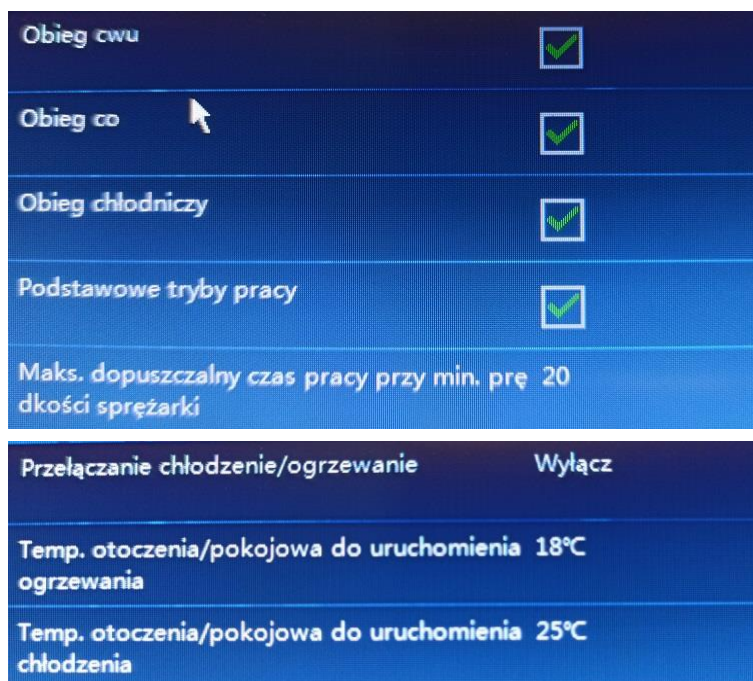 Obieg cwu
Obieg co
Obieg chłodniczy
Podstawowe tryby pracy
Maks. dopuszczalny czas pracy przy min. prę 20
dkości sprężarki
Przełączanie chłodzenie/ogrzewanie Wyłącz
Temp. otoczenia/pokojowa do uruchomienia 18℃
ogrzewania
Temp. otoczenia/pokojowa do uruchomienia 25℃
chłodzenia